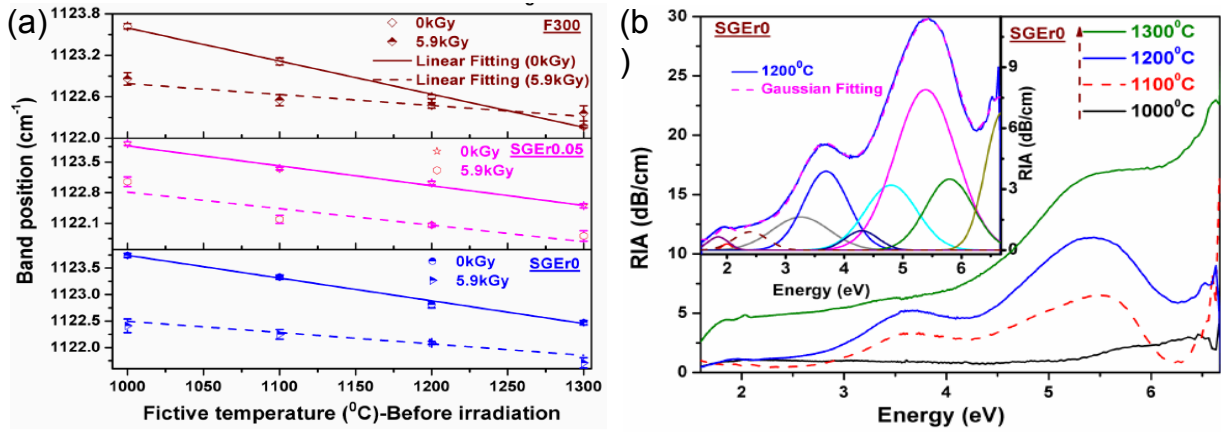 (a)
F300
0kGy
5.9kGy
Linear Fitting (0kGy)
Linear Fitting (5.9kGy)
1123.8
1123.2
1122.6
1122.0
SGEr0.05
0kGy
5.9kGy
1123.5
1122.8
1122.1
SGEr0
0kGy
5.9kGy
1123.5
1123.0
1122.5
1122.0
Band position (cm⁻¹)
1000 1050 1100 1150 1200 1250 1300
Fictive temperature (⁰C)-Before irradiation
(b)
)
SGEr0
1200⁰C
Gaussian Fitting
9
6
3
0
RIA (dB/cm)
2 3 4 5 6
Energy (eV)
SGEr0
1300⁰C
1200⁰C
1100⁰C
1000⁰C
30
25
20
15
10
5
0
RIA (dB/cm)
2 3 4 5 6
Energy (eV)